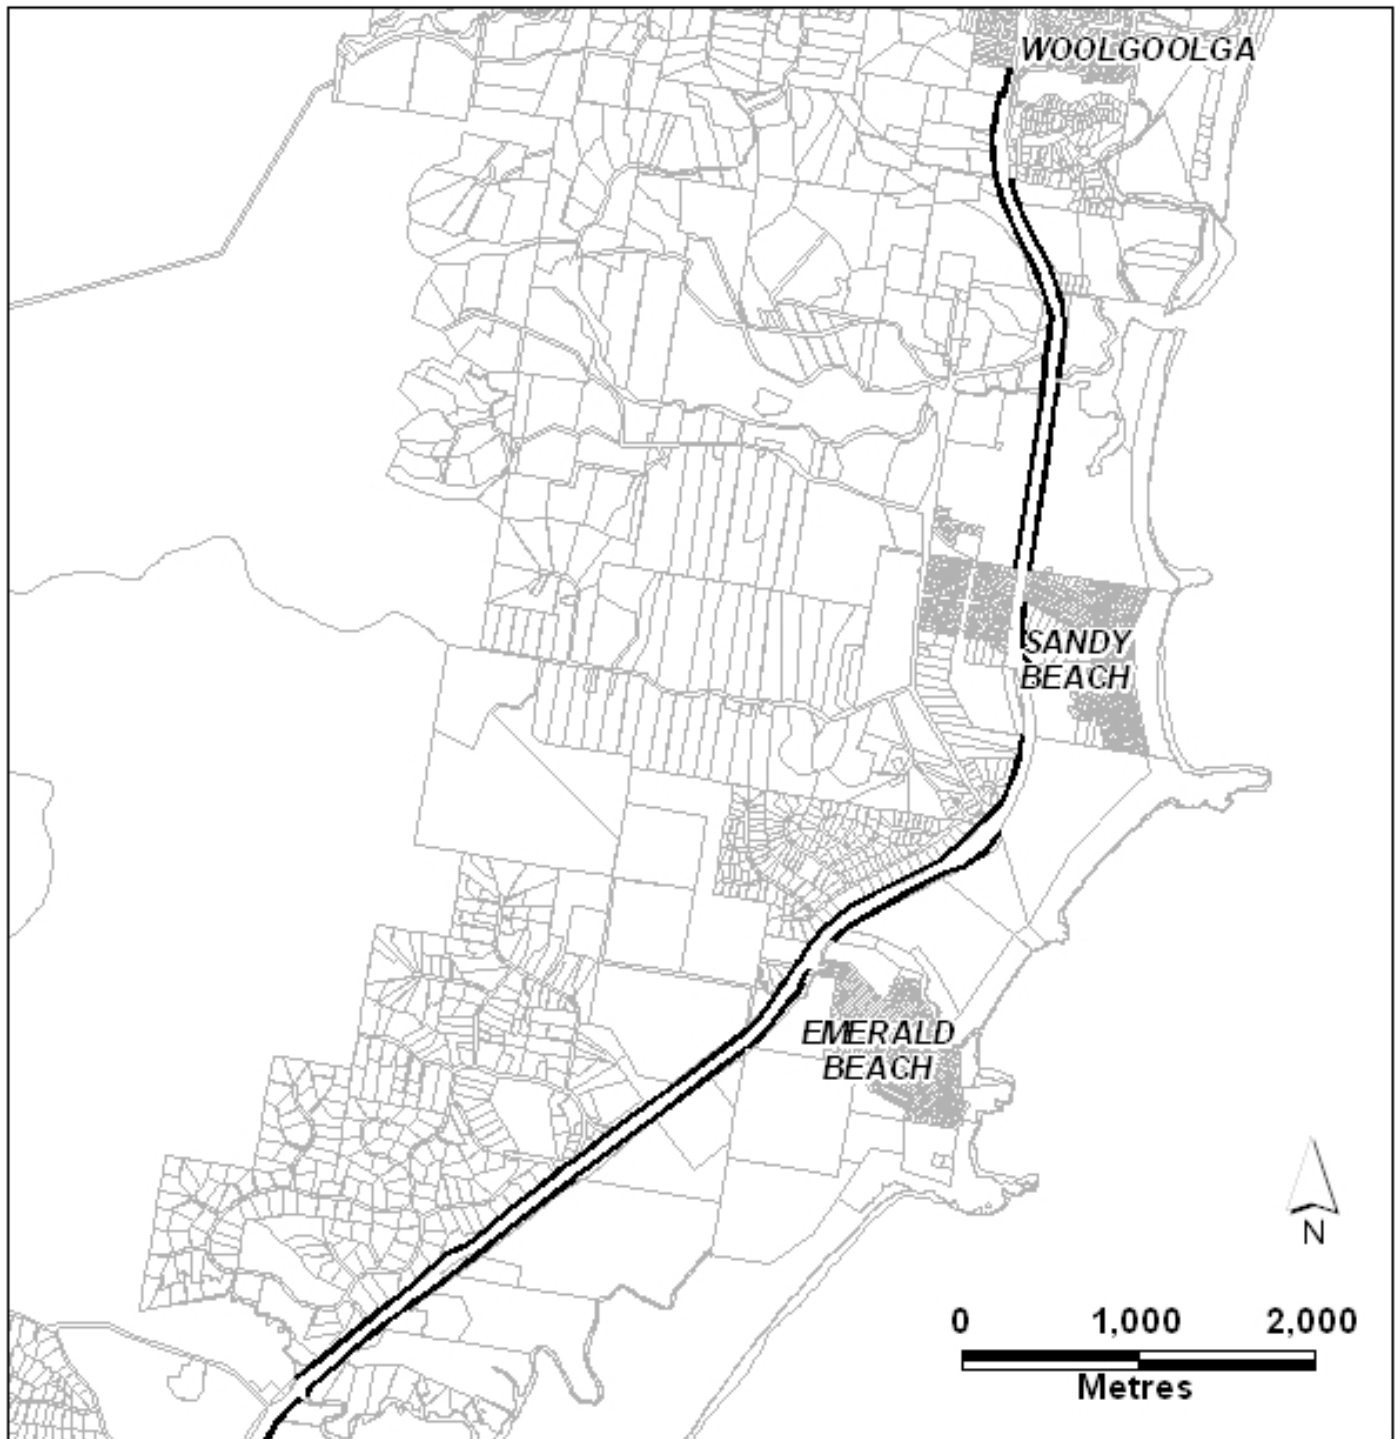 WOOLGOOLGA
SANDY
BEACH
EMERALD
BEACH
N
0 1,000 2,000
Metres